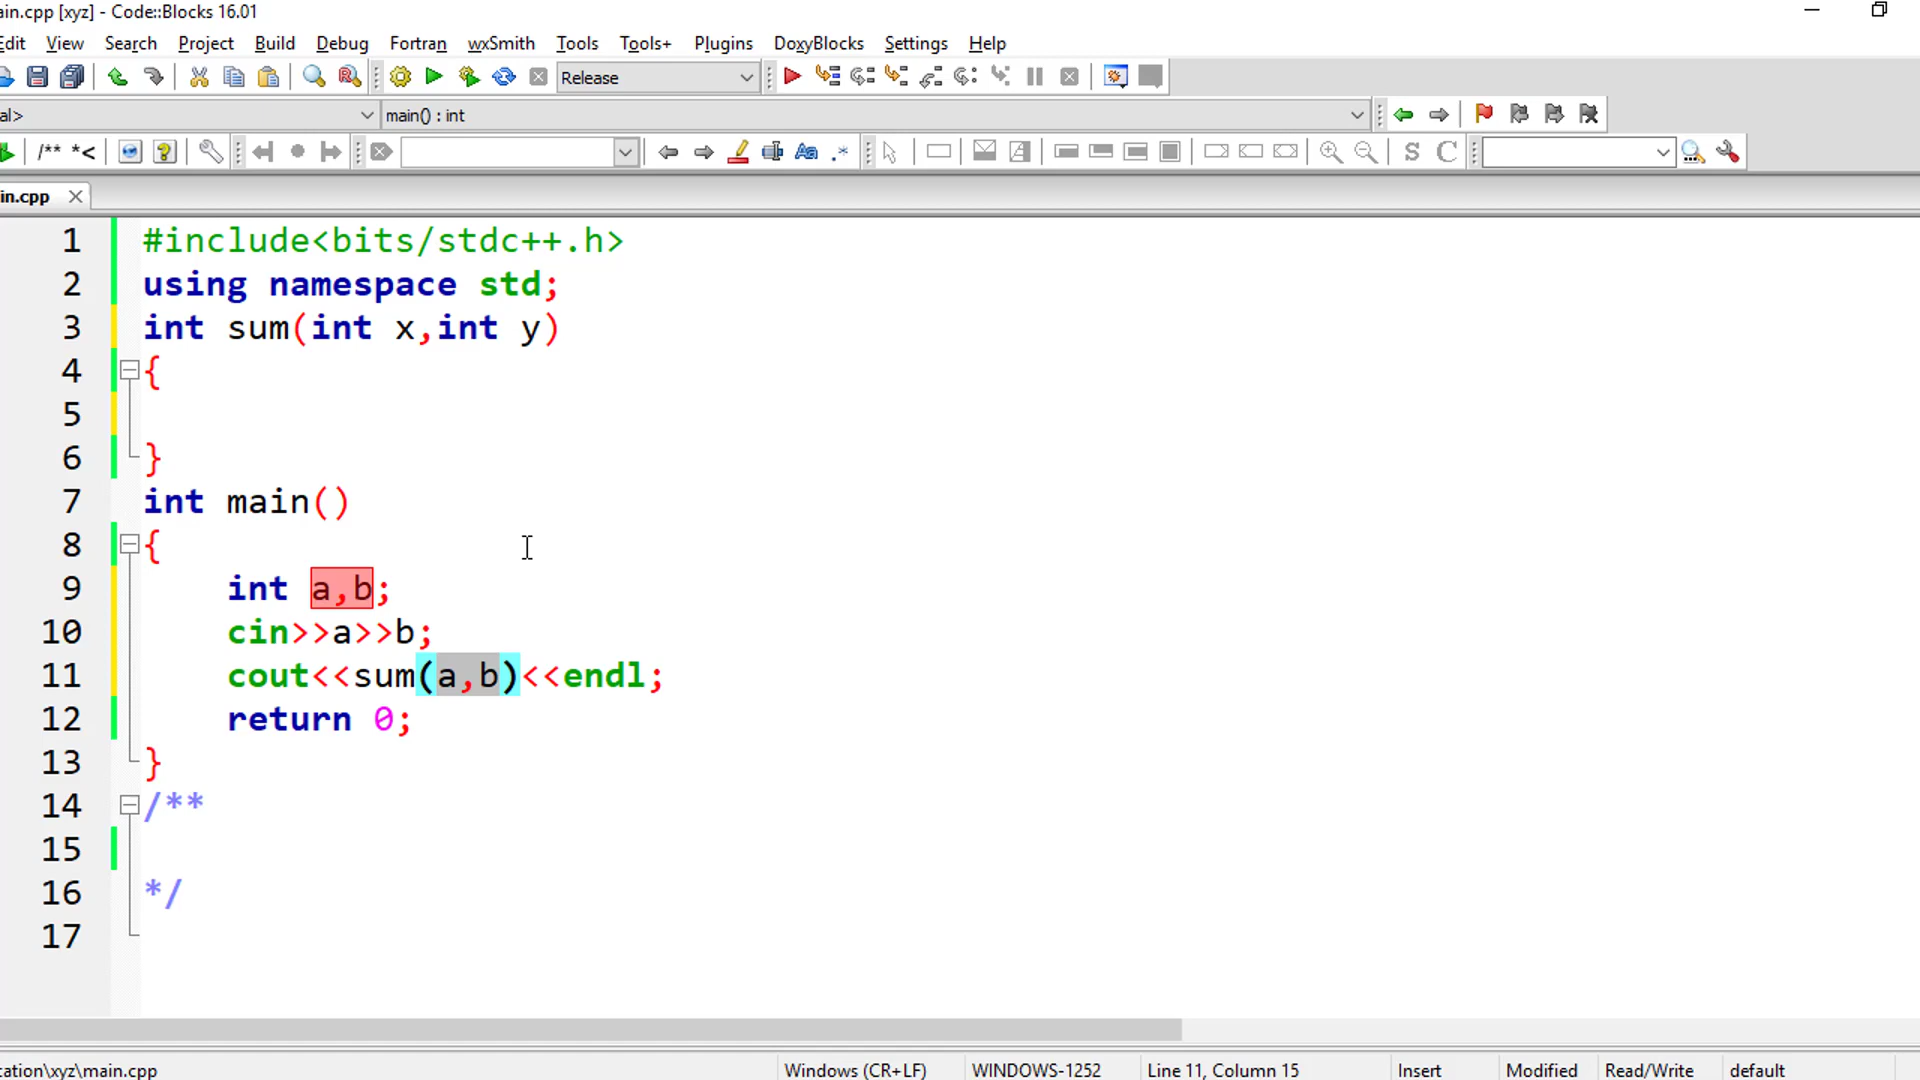 ain.cpp [xyz] - Code::Blocks 16.01
Edit View Search Project Build Debug Fortran wxSmith Tools Tools+ Plugins DoxyBlocks Settings Help
Release
al> main() : int
/** *< Aa .* S C
in.cpp
1 #include<bits/stdc++.h>
2 using namespace std;
3 int sum(int x,int y)
4 {
5
6 }
7 int main()
8 {
9 int a,b;
10 cin>>a>>b;
11 cout<<sum(a,b)<<endl;
12 return 0;
13 }
14 /**
15
16 */
17
cation\xyz\main.cpp Windows (CR+LF) WINDOWS-1252 Line 11, Column 15 Insert Modified Read/Write default